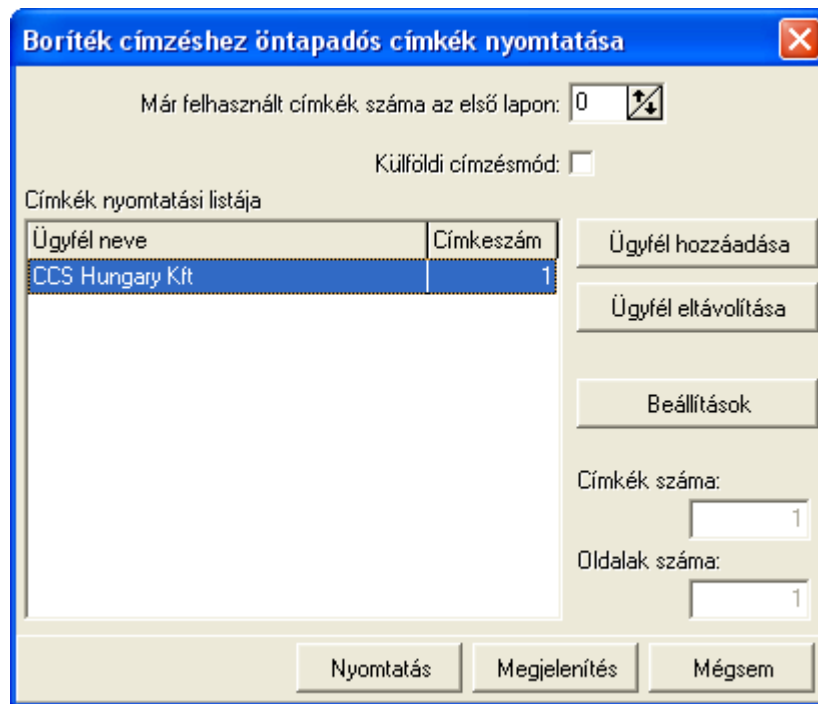 Boríték címzéshez öntapadós címkék nyomtatása
Már felhasznált címkék száma az első lapon: 0
Külföldi címzésmód:
Címkék nyomtatási listája
Ügyfél neve Címkeszám
CCS Hungary Kft 1
Ügyfél hozzáadása
Ügyfél eltávolítása
Beállítások
Címkék száma:
1
Oldalak száma:
1
Nyomtatás Megjelenítés Mégsem